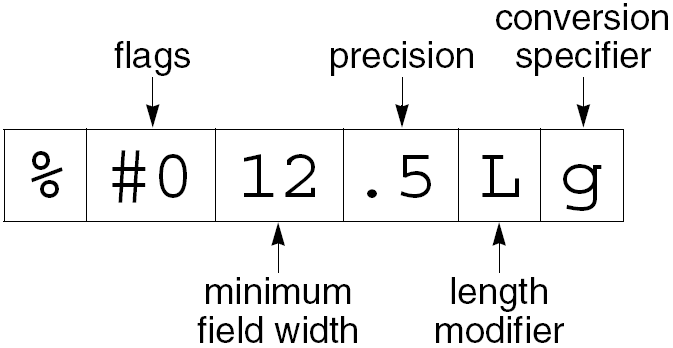 conversion
flags precision specifier
% #0 12 .5 L g
minimum length
field width modifier